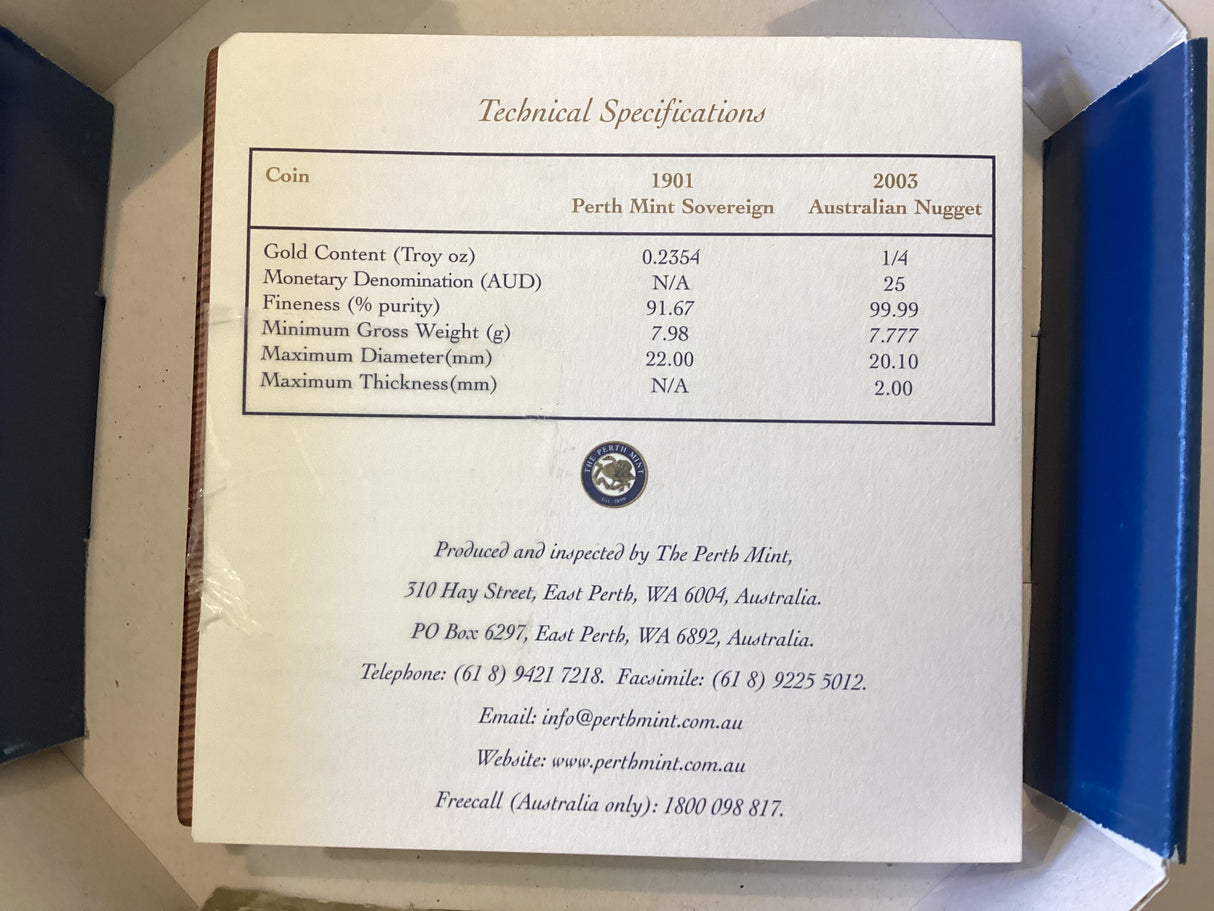 Technical Specifications
Coin 1901 2003
Perth Mint Sovereign Australian Nugget
Gold Content (Troy oz) 0.2354 1/4
Monetary Denomination (AUD) N/A 25
Fineness (% purity) 91.67 99.99
Minimum Gross Weight (g) 7.98 7.777
Maximum Diameter(mm) 22.00 20.10
Maximum Thickness(mm) N/A 2.00
THE PERTH MINT
EST. 1899
Produced and inspected by The Perth Mint,
310 Hay Street, East Perth, WA 6004, Australia.
PO Box 6297, East Perth, WA 6892, Australia.
Telephone: (61 8) 9421 7218. Facsimile: (61 8) 9225 5012.
Email: info@perthmint.com.au
Website: www.perthmint.com.au
Freecall (Australia only): 1800 098 817.